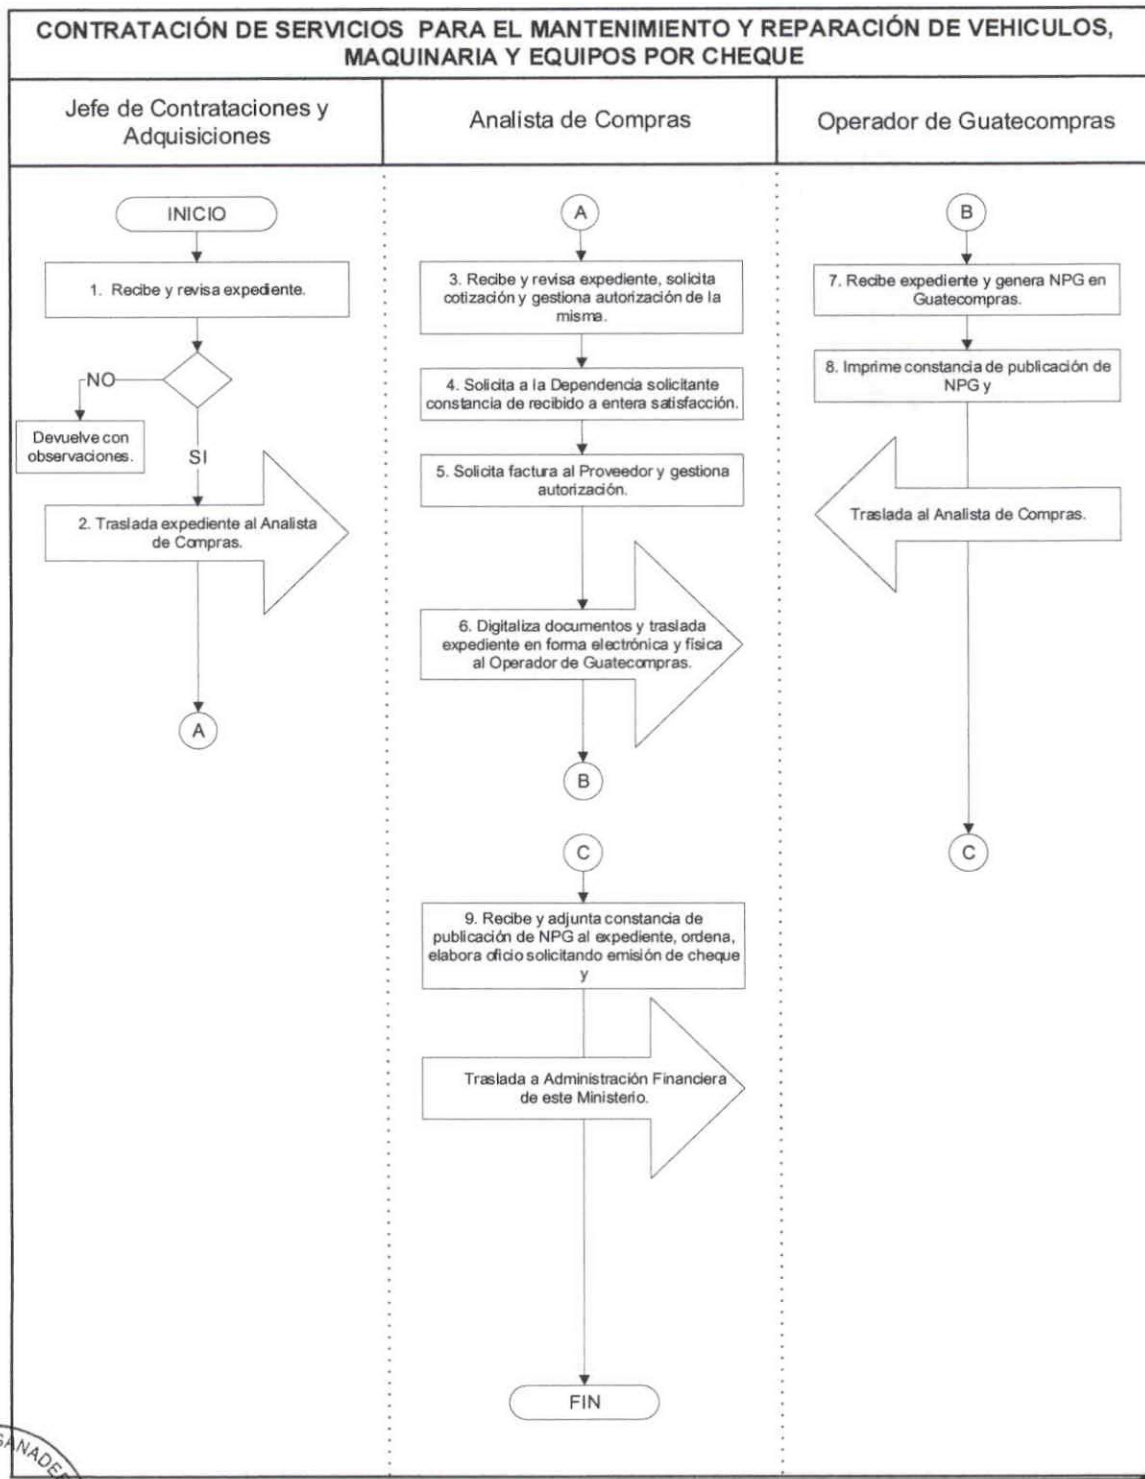 CONTRATACIÓN DE SERVICIOS PARA EL MANTENIMIENTO Y REPARACIÓN DE VEHICULOS,
MAQUINARIA Y EQUIPOS POR CHEQUE
Jefe de Contrataciones y
Adquisiciones
INICIO
1. Recibe y revisa expediente.
NO
Devuelve con
observaciones.
SI
2. Traslada expediente al Analista
de Compras.
A
Analista de Compras
A
3. Recibe y revisa expediente, solicita
cotización y gestiona autorización de la
misma.
4. Solicita a la Dependencia solicitante
constancia de recibido a entera satisfacción.
5. Solicita factura al Proveedor y gestiona
autorización.
6. Digitaliza documentos y traslada
expediente en forma electrónica y física
al Operador de Guatecompras.
B
C
9. Recibe y adjunta constancia de
publicación de NPG al expediente, ordena,
elabora oficio solicitando emisión de cheque
y
Traslada a Administración Financiera
de este Ministerio.
FIN
Operador de Guatecompras
B
7. Recibe expediente y genera NPG en
Guatecompras.
8. Imprime constancia de publicación de
NPG y
Traslada al Analista de Compras.
C